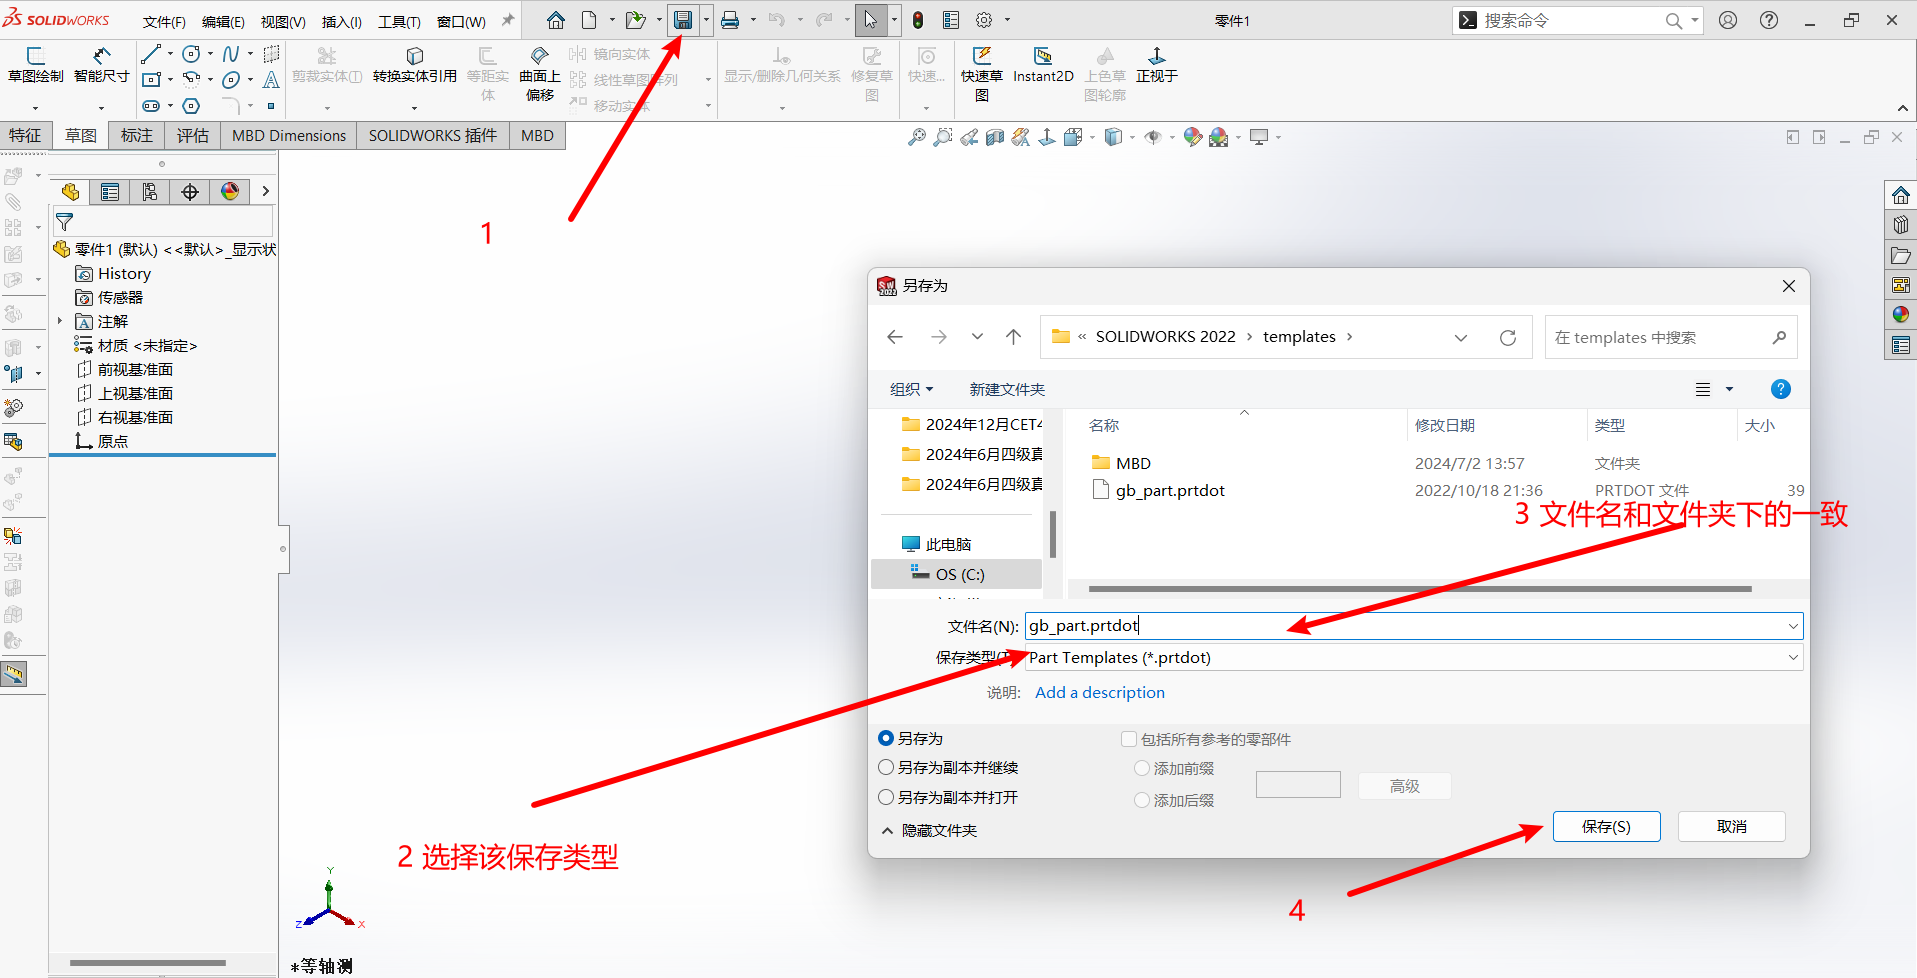 SOLIDWORKS 文件(F) 编辑(E) 视图(V) 插入(I) 工具(T) 窗口(W) 零件1 搜索命令
草图绘制 智能尺寸 剪裁实体(T) 转换实体引用 等距实体 曲面上偏移 镜向实体 显示/删除几何关系 修复草图 快速... 快速草图 Instant2D 上色草图轮廓 正视于
移动实体
特征 草图 标注 评估 MBD Dimensions SOLIDWORKS 插件 MBD
1
零件1 (默认) <<默认>_显示状
History
传感器
注解
材质 <未指定>
前视基准面
上视基准面
右视基准面
原点
另存为
« SOLIDWORKS 2022 › templates › 在 templates 中搜索
组织 新建文件夹
2024年12月CET4
2024年6月四级真
2024年6月四级真
此电脑
OS (C:)
名称 修改日期 类型 大小
MBD 2024/7/2 13:57 文件夹
gb_part.prtdot 2022/10/18 21:36 PRTDOT 文件 39
3 文件名和文件夹下的一致
文件名(N): gb_part.prtdot
保存类型(T Part Templates (*.prtdot)
说明: Add a description
另存为 包括所有参考的零部件
另存为副本并继续 添加前缀
另存为副本并打开 添加后缀 高级
隐藏文件夹 保存(S) 取消
2 选择该保存类型
4
Y
Z X
*等轴测